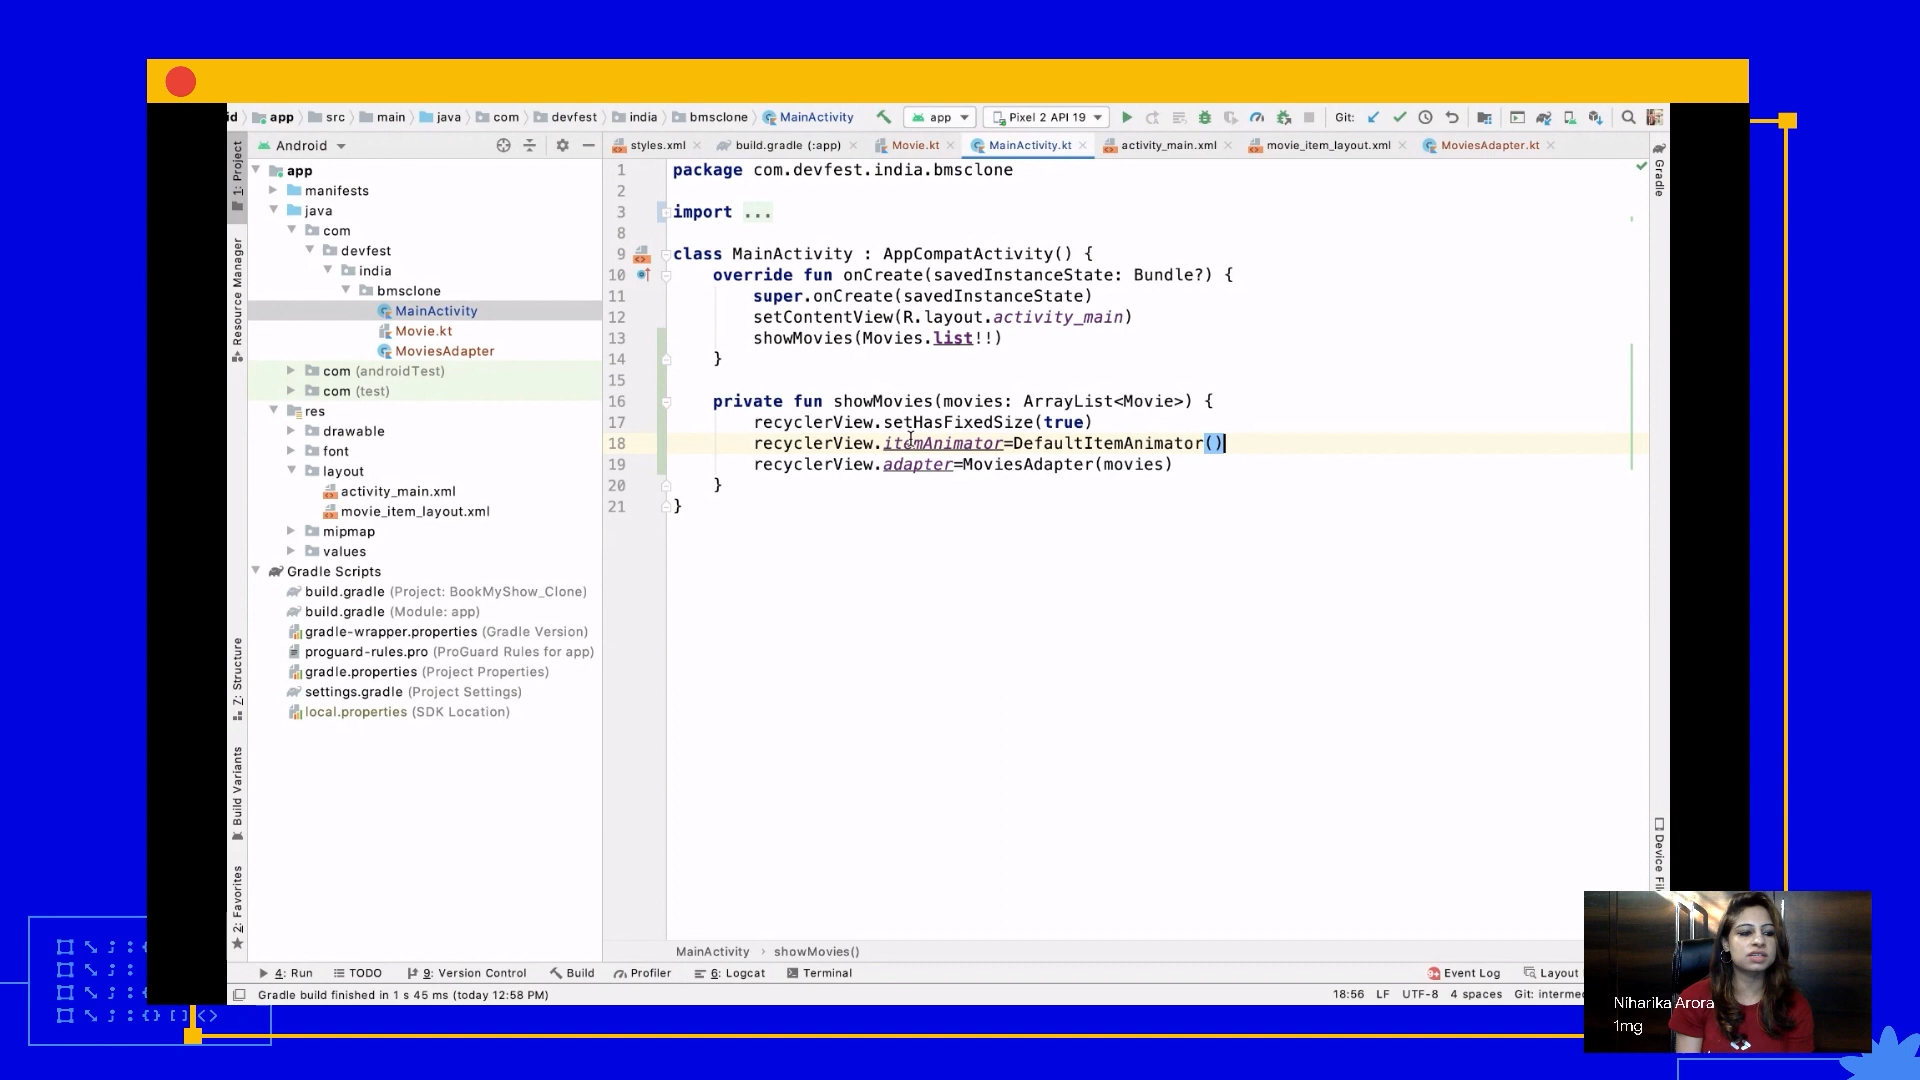 id app src main java com devfest india bmsclone MainActivity app Pixel 2 API 19 Git:
Android styles.xml build.gradle (:app) Movie.kt MainActivity.kt activity_main.xml movie_item_layout.xml MoviesAdapter.kt
1: Project
Resource Manager
Z: Structure
Build Variants
2: Favorites
app
manifests
java
com
devfest
india
bmsclone
MainActivity
Movie.kt
MoviesAdapter
com (androidTest)
com (test)
res
drawable
font
layout
activity_main.xml
movie_item_layout.xml
mipmap
values
Gradle Scripts
build.gradle (Project: BookMyShow_Clone)
build.gradle (Module: app)
gradle-wrapper.properties (Gradle Version)
proguard-rules.pro (ProGuard Rules for app)
gradle.properties (Project Properties)
settings.gradle (Project Settings)
local.properties (SDK Location)
1 package com.devfest.india.bmsclone
2
3 import ...
8
9 class MainActivity : AppCompatActivity() {
10 override fun onCreate(savedInstanceState: Bundle?) {
11 super.onCreate(savedInstanceState)
12 setContentView(R.layout.activity_main)
13 showMovies(Movies.list!!)
14 }
15
16 private fun showMovies(movies: ArrayList<Movie>) {
17 recyclerView.setHasFixedSize(true)
18 recyclerView.itemAnimator=DefaultItemAnimator()
19 recyclerView.adapter=MoviesAdapter(movies)
20 }
21 }
Gradle
Device Fil
MainActivity › showMovies()
4: Run TODO 9: Version Control Build Profiler 6: Logcat Terminal Event Log Layout
Gradle build finished in 1 s 45 ms (today 12:58 PM) 18:56 LF UTF-8 4 spaces Git: interme
Niharika Arora
1mg